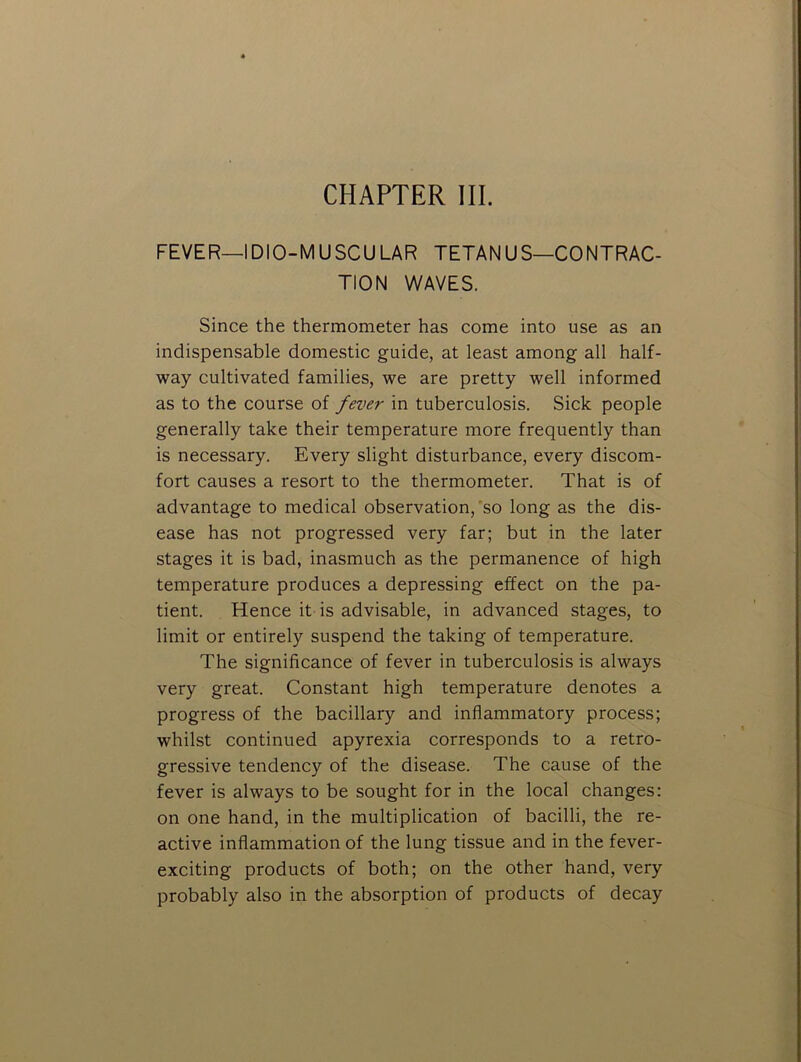 CHAPTER III.
FEVER—IDIO-MUSCULAR TETANUS—CONTRAC-
TION WAVES.
Since the thermometer has come into use as an
indispensable domestic guide, at least among all half-
way cultivated families, we are pretty well informed
as to the course of fever in tuberculosis. Sick people
generally take their temperature more frequently than
is necessary. Every slight disturbance, every discom-
fort causes a resort to the thermometer. That is of
advantage to medical observation, so long as the dis-
ease has not progressed very far; but in the later
stages it is bad, inasmuch as the permanence of high
temperature produces a depressing effect on the pa-
tient. Hence it is advisable, in advanced stages, to
limit or entirely suspend the taking of temperature.
The significance of fever in tuberculosis is always
very great. Constant high temperature denotes a
progress of the bacillary and inflammatory process;
whilst continued apyrexia corresponds to a retro-
gressive tendency of the disease. The cause of the
fever is always to be sought for in the local changes:
on one hand, in the multiplication of bacilli, the re-
active inflammation of the lung tissue and in the fever-
exciting products of both; on the other hand, very
probably also in the absorption of products of decay